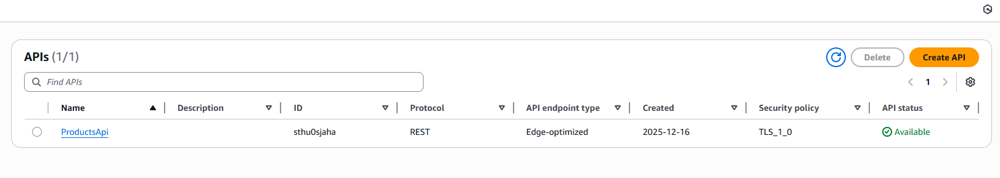 APIs (1/1)
Delete
Create API
Find APIs
1
Name Description ID Protocol API endpoint type Created Security policy API status
ProductsApi sthu0sjaha REST Edge-optimized 2025-12-16 TLS_1_0 Available